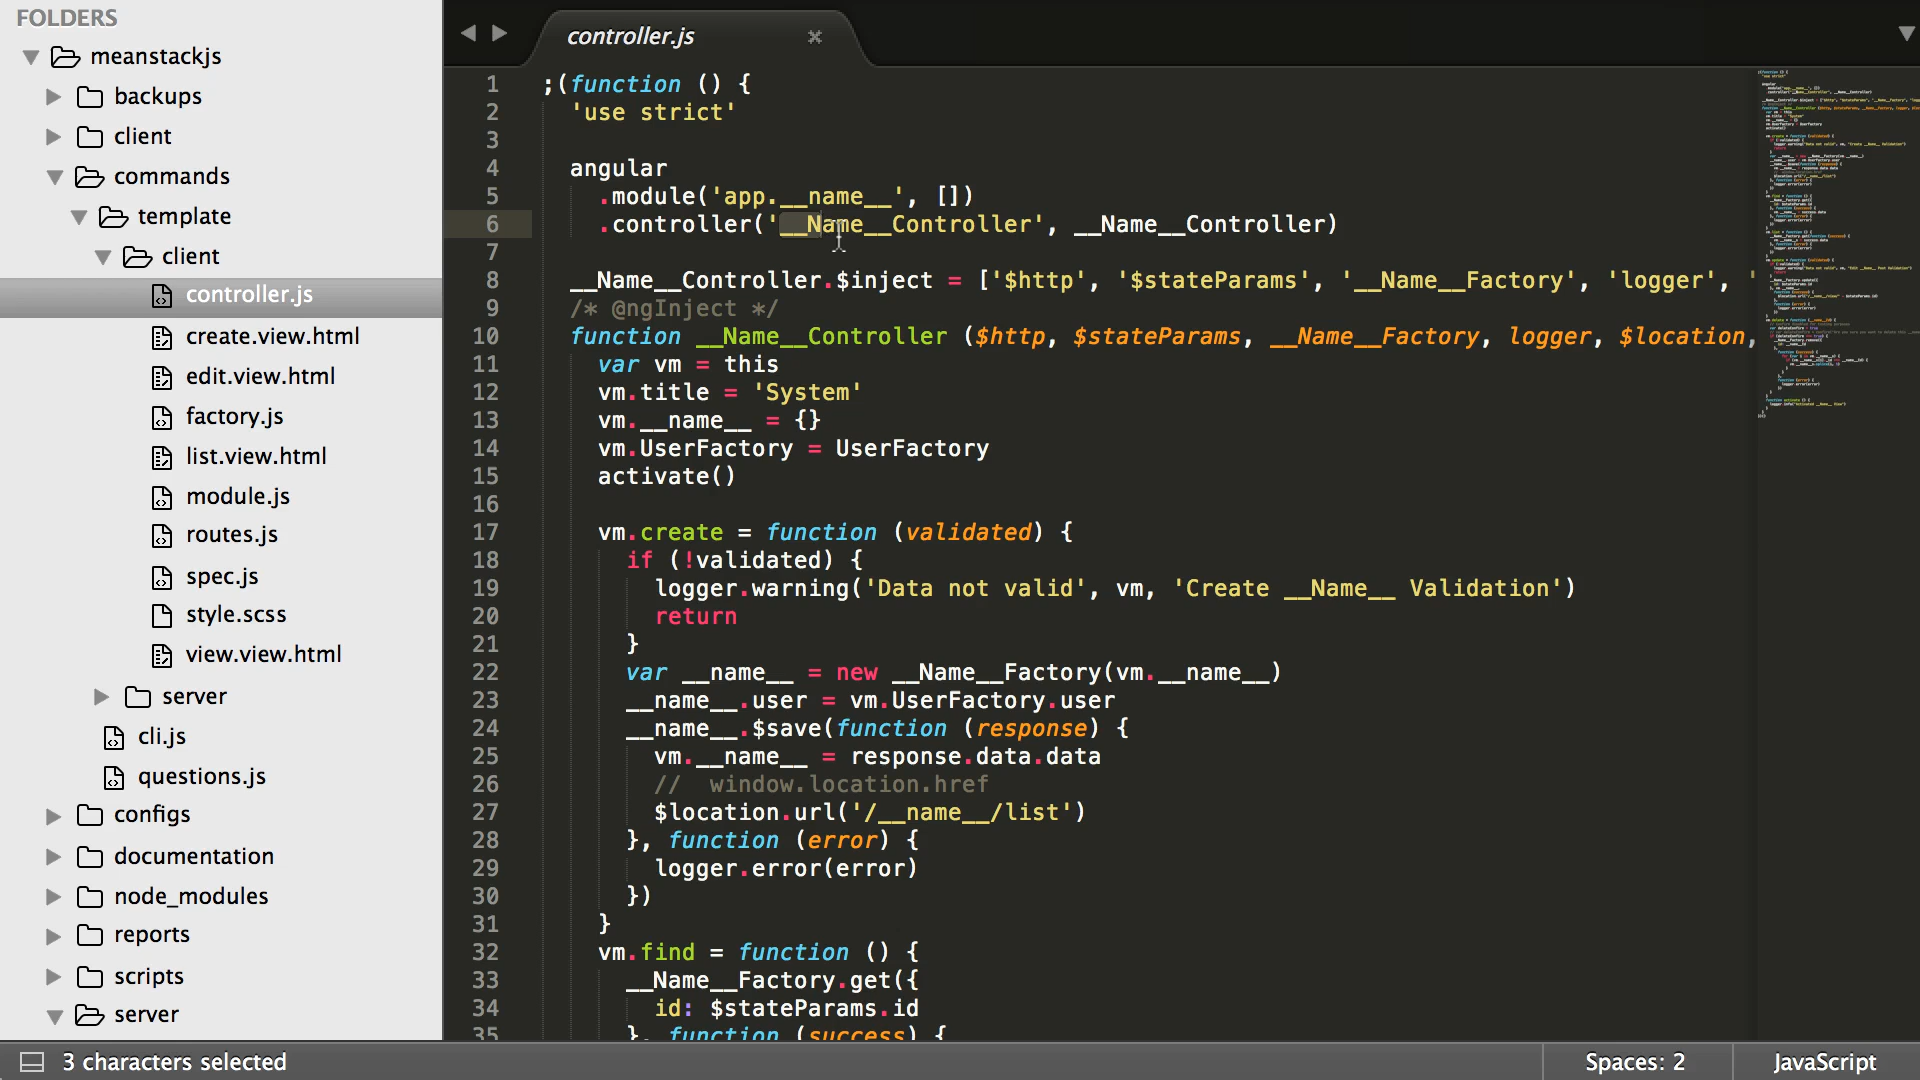 FOLDERS
meanstackjs
backups
client
commands
template
client
controller.js
create.view.html
edit.view.html
factory.js
list.view.html
module.js
routes.js
spec.js
style.scss
view.view.html
server
cli.js
questions.js
configs
documentation
node_modules
reports
scripts
server
controller.js
1 ;(function () {
2 'use strict'
3
4 angular
5 .module('app.__name__', [])
6 .controller('__Name__Controller', __Name__Controller)
7
8 __Name__Controller.$inject = ['$http', '$stateParams', '__Name__Factory', 'logger', '
9 /* @ngInject */
10 function __Name__Controller ($http, $stateParams, __Name__Factory, logger, $location,
11 var vm = this
12 vm.title = 'System'
13 vm.__name__ = {}
14 vm.UserFactory = UserFactory
15 activate()
16
17 vm.create = function (validated) {
18 if (!validated) {
19 logger.warning('Data not valid', vm, 'Create __Name__ Validation')
20 return
21 }
22 var __name__ = new __Name__Factory(vm.__name__)
23 __name__.user = vm.UserFactory.user
24 __name__.$save(function (response) {
25 vm.__name__ = response.data.data
26 // window.location.href
27 $location.url('/__name__/list')
28 }, function (error) {
29 logger.error(error)
30 })
31 }
32 vm.find = function () {
33 __Name__Factory.get({
34 id: $stateParams.id
35 }, function (success) {
3 characters selected
Spaces: 2
JavaScript